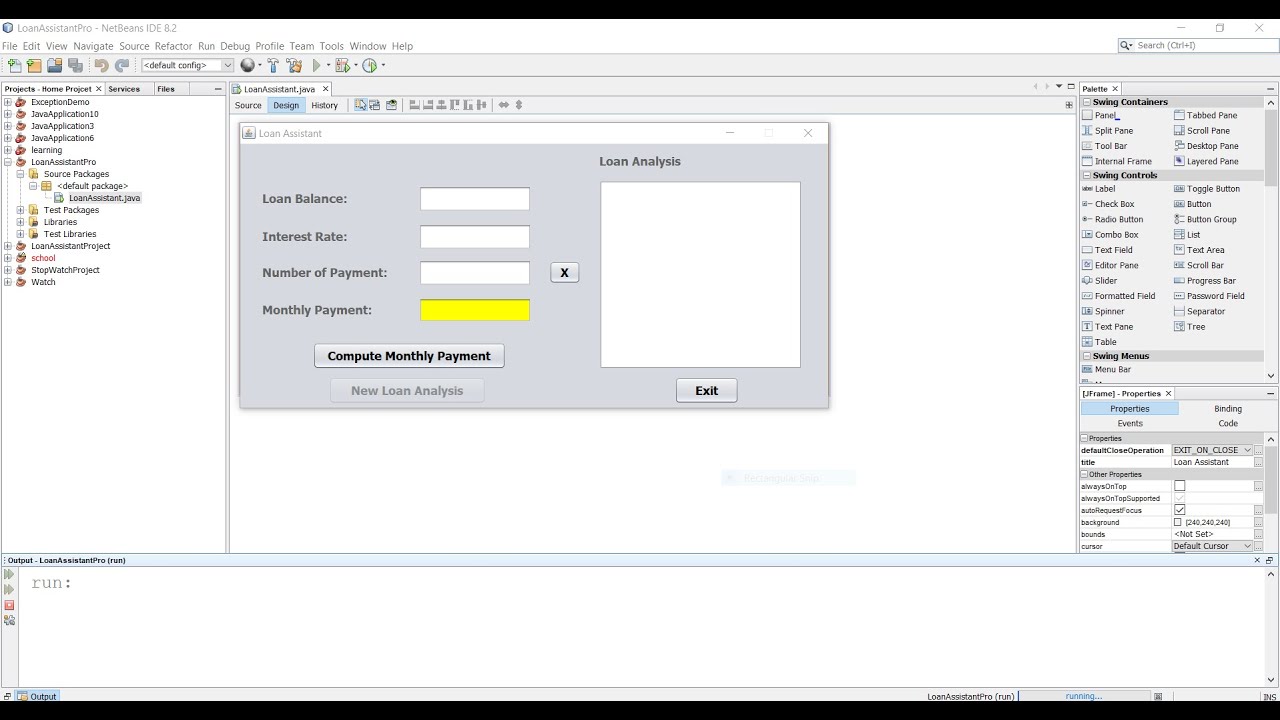 LoanAssistantPro - NetBeans IDE 8.2
File Edit View Navigate Source Refactor Run Debug Profile Team Tools Window Help
Search (Ctrl+I)
<default config>
Projects - Home Projet Services Files
ExceptionDemo
JavaApplication10
JavaApplication3
JavaApplication6
learning
LoanAssistantPro
Source Packages
<default package>
LoanAssistant.java
Test Packages
Libraries
Test Libraries
LoanAssistantProject
school
StopWatchProject
Watch
LoanAssistant.java
Source Design History
Loan Assistant
Loan Analysis
Loan Balance:
Interest Rate:
Number of Payment:
X
Monthly Payment:
Compute Monthly Payment
New Loan Analysis
Exit
Rectangular Snip
Palette
Swing Containers
Panel Tabbed Pane
Split Pane Scroll Pane
Tool Bar Desktop Pane
Internal Frame Layered Pane
Swing Controls
Label Toggle Button
Check Box Button
Radio Button Button Group
Combo Box List
Text Field Text Area
Editor Pane Scroll Bar
Slider Progress Bar
Formatted Field Password Field
Spinner Separator
Text Pane Tree
Table
Swing Menus
Menu Bar
[JFrame] - Properties
Properties Binding
Events Code
Properties
defaultCloseOperation EXIT_ON_CLOSE
title Loan Assistant
Other Properties
alwaysOnTop
alwaysOnTopSupported
autoRequestFocus
background [240,240,240]
bounds <Not Set>
cursor Default Cursor
Output - LoanAssistantPro (run)
run:
Output
LoanAssistantPro (run) running... INS